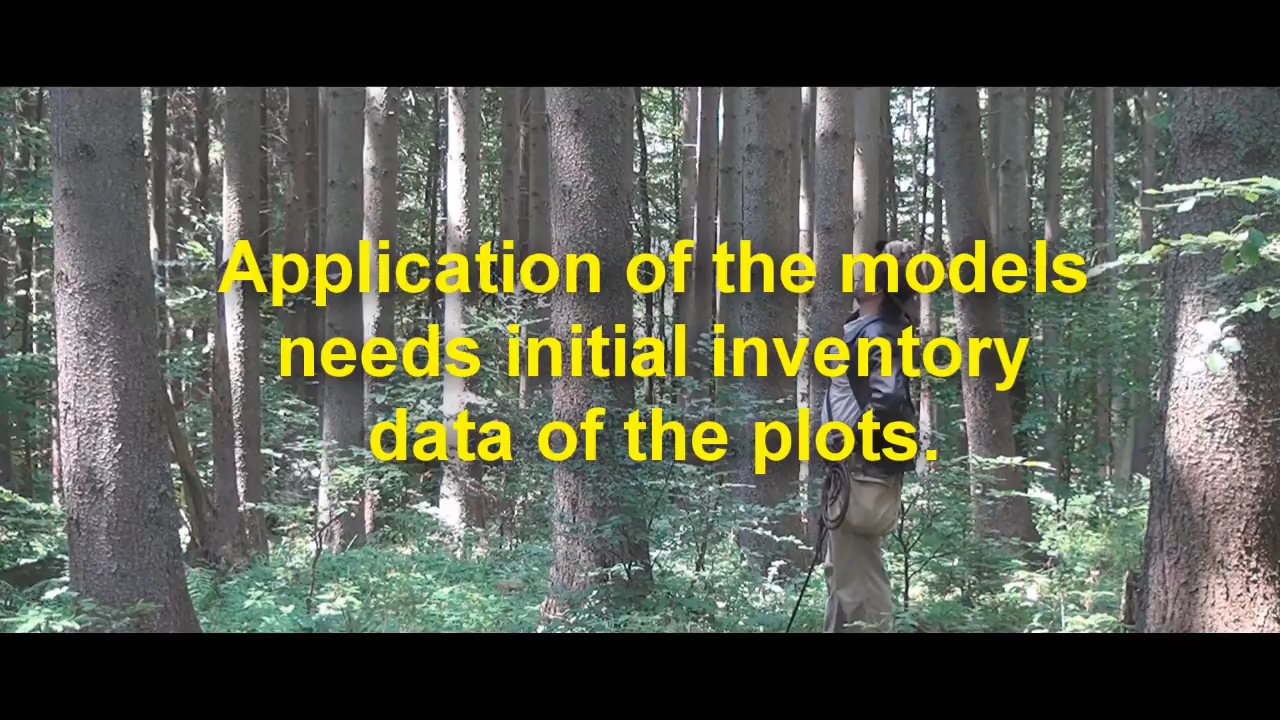 Application of the models
needs initial inventory
data of the plots.